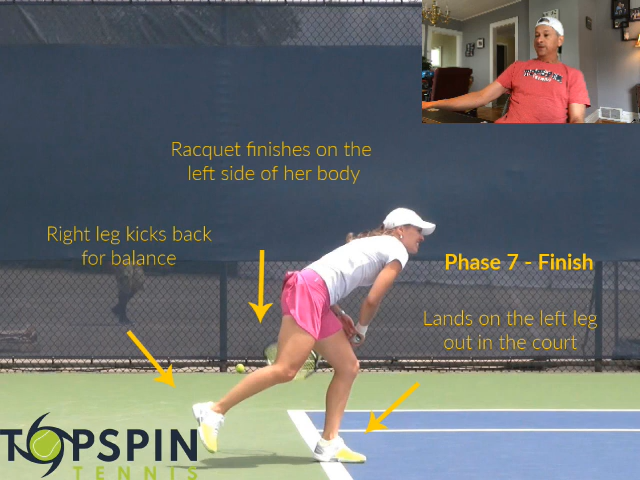 Racquet finishes on the
left side of her body
Right leg kicks back
for balance
Phase 7 - Finish
Lands on the left leg
out in the court
TOPSPIN
TENNIS